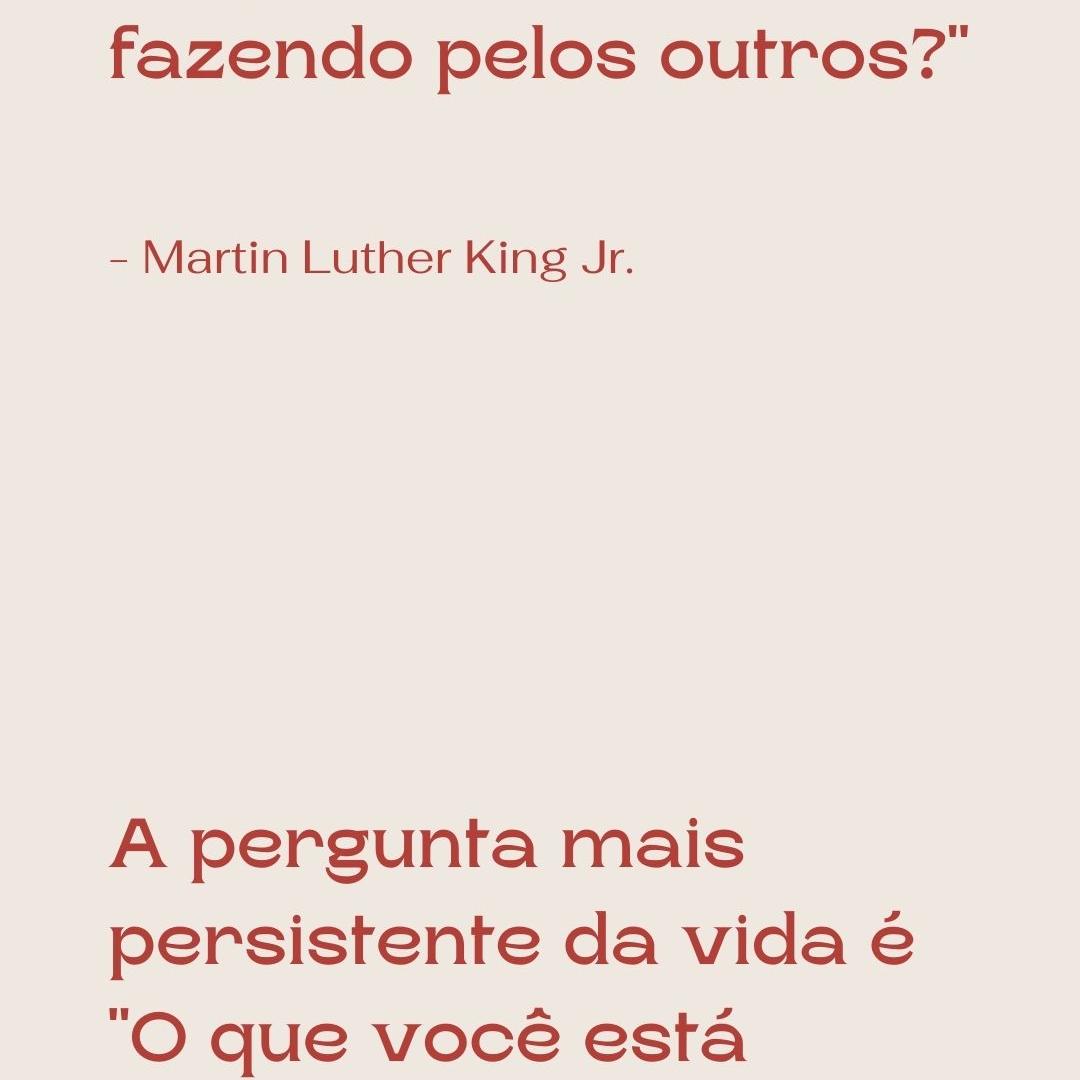 fazendo pelos outros?"
- Martin Luther King Jr.
A pergunta mais
persistente da vida é
"O que você está